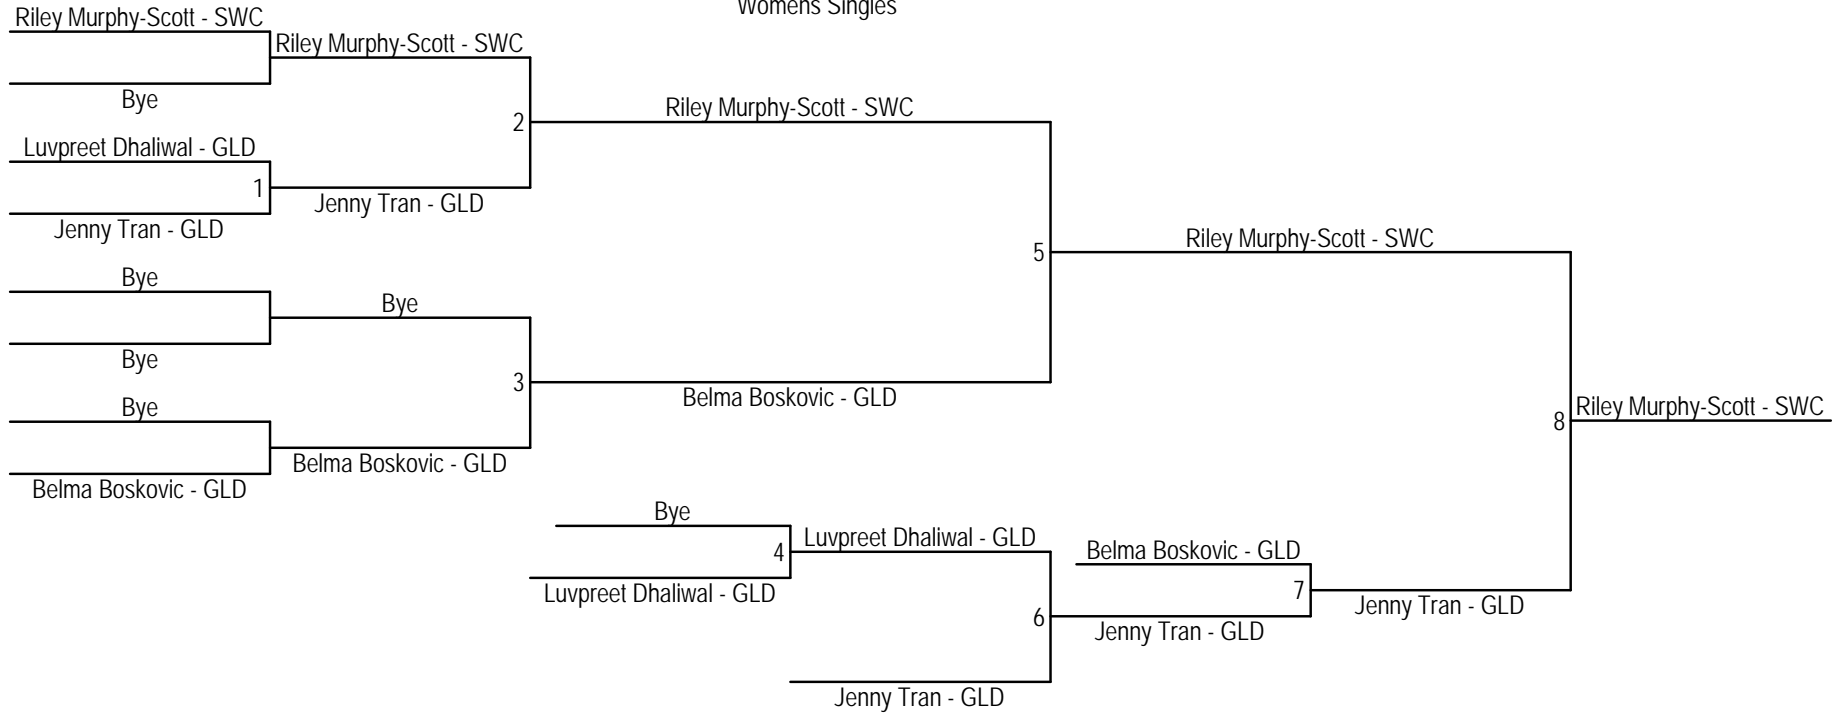 Womens Singles
Riley Murphy-Scott - SWC
Riley Murphy-Scott - SWC
Bye
Riley Murphy-Scott - SWC
2
Luvpreet Dhaliwal - GLD
1
Jenny Tran - GLD
Jenny Tran - GLD
Riley Murphy-Scott - SWC
5
Bye
Bye
Bye
3
Belma Boskovic - GLD
Bye
Riley Murphy-Scott - SWC
8
Belma Boskovic - GLD
Belma Boskovic - GLD
Bye
Luvpreet Dhaliwal - GLD
4
Belma Boskovic - GLD
Luvpreet Dhaliwal - GLD
7
Jenny Tran - GLD
6
Jenny Tran - GLD
Jenny Tran - GLD